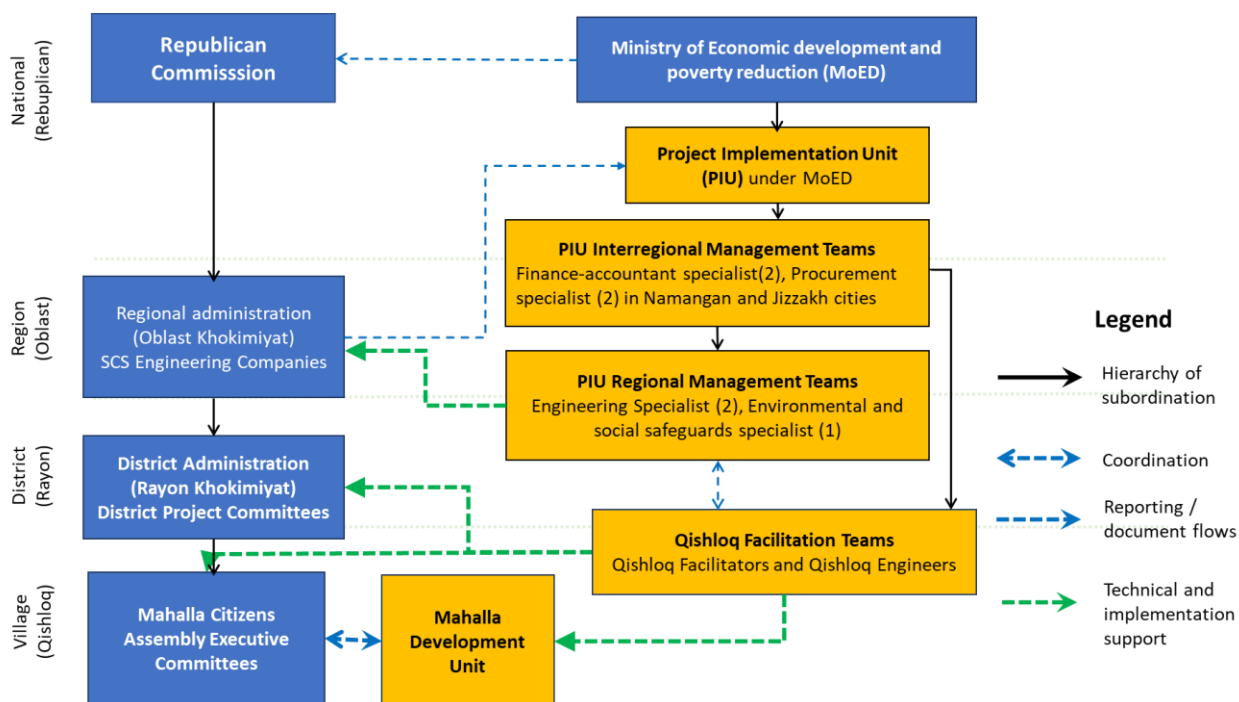 National
(Rebuplican)
Republican
Commisssion
Ministry of Economic development and
poverty reduction (MoED)
Project Implementation Unit
(PIU) under MoED
PIU Interregional Management Teams
Finance-accountant specialist(2), Procurement
specialist (2) in Namangan and Jizzakh cities
Region
(Oblast)
Regional administration
(Oblast Khokimiyat)
SCS Engineering Companies
PIU Regional Management Teams
Engineering Specialist (2), Environmental and
social safeguards specialist (1)
District
(Rayon)
District Administration
(Rayon Khokimiyat)
District Project Committees
Qishloq Facilitation Teams
Qishloq Facilitators and Qishloq Engineers
Village
(Qishloq)
Mahalla Citizens
Assembly Executive
Committees
Mahalla
Development
Unit
Legend
Hierarchy of
subordination
Coordination
Reporting /
document flows
Technical and
implementation
support